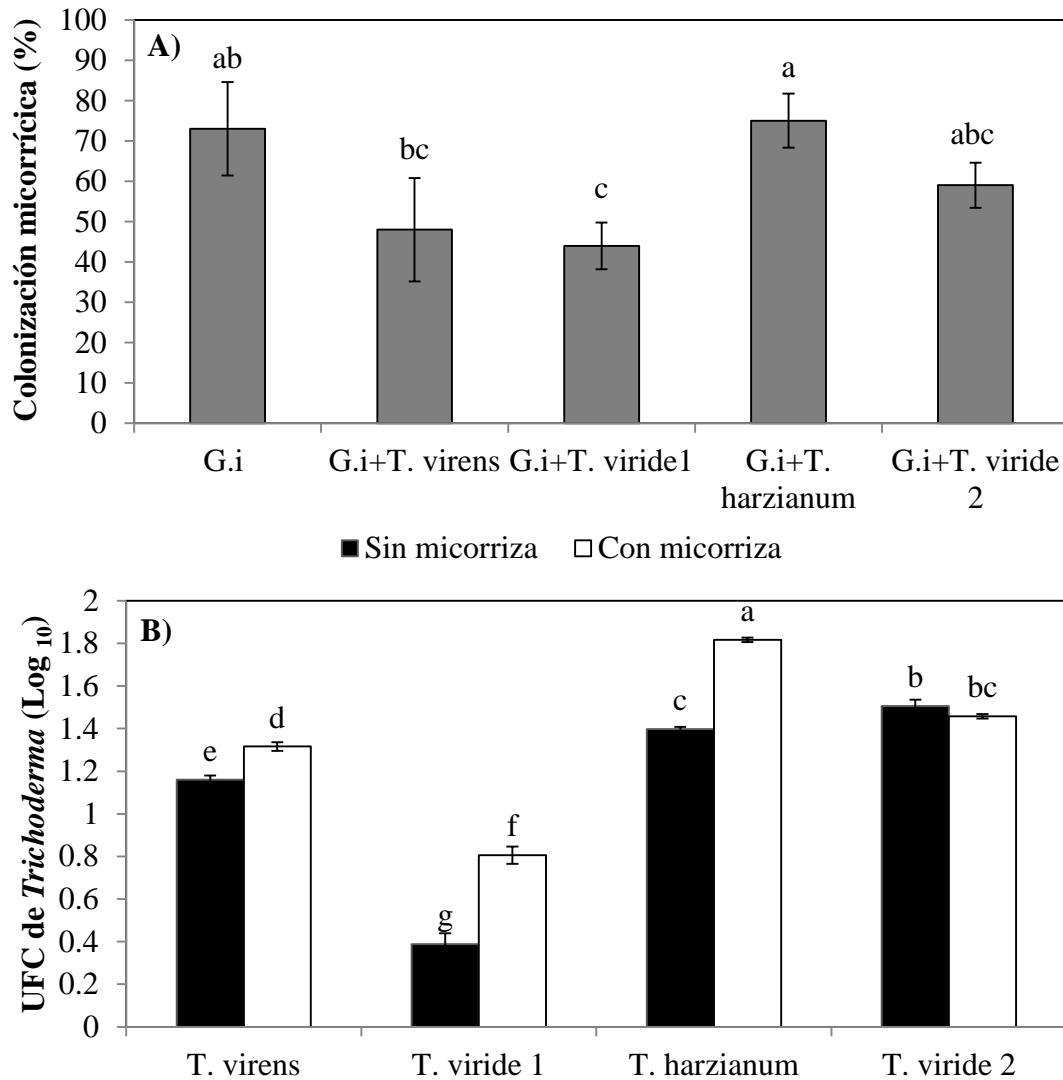 A)
Colonización micorrícica (%)
100
90
80
70
60
50
40
30
20
10
0
ab
bc
c
a
abc
G.i
G.i+T. virens
G.i+T. viride1
G.i+T.
harzianum
G.i+T. viride
2
Sin micorriza
Con micorriza
B)
UFC de Trichoderma (Log 10)
2
1.8
1.6
1.4
1.2
1
0.8
0.6
0.4
0.2
0
e
d
g
f
c
a
b
bc
T. virens
T. viride 1
T. harzianum
T. viride 2